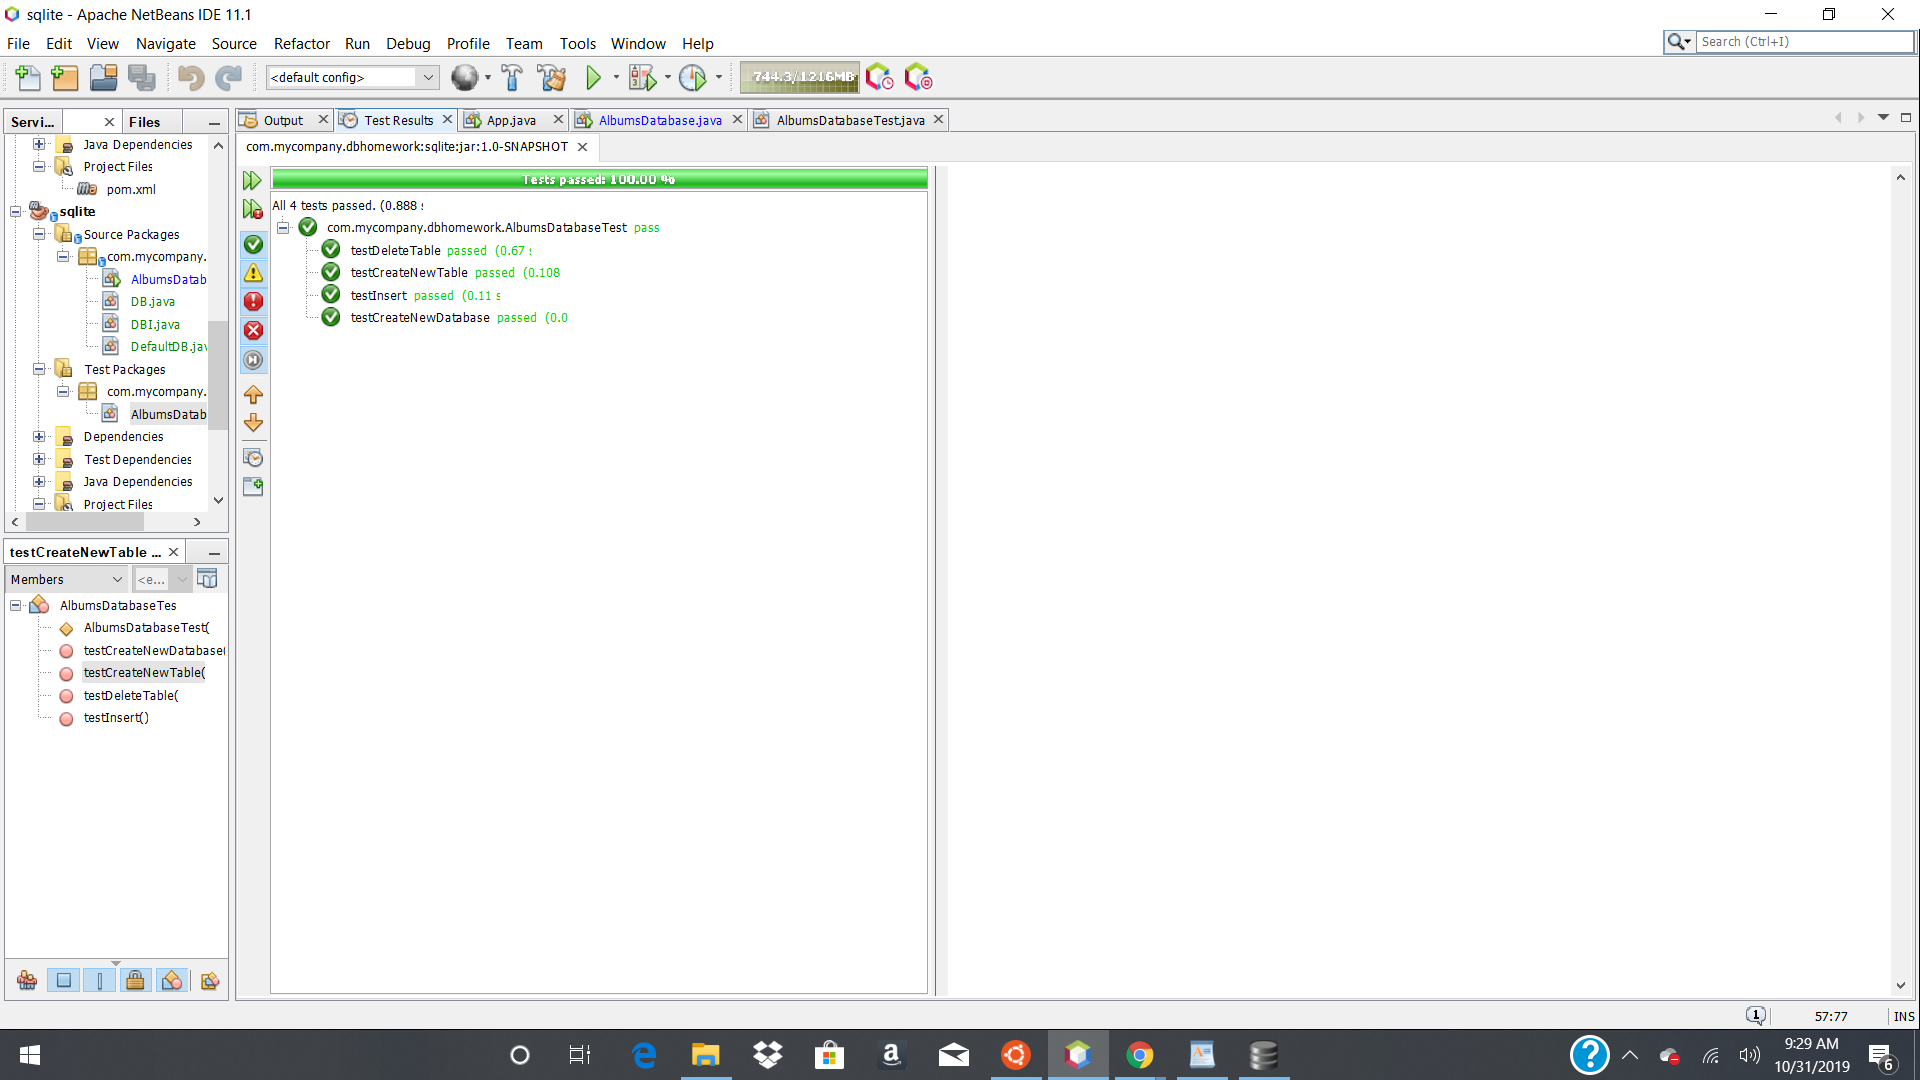 sqlite - Apache NetBeans IDE 11.1
File Edit View Navigate Source Refactor Run Debug Profile Team Tools Window Help
Search (Ctrl+I)
<default config>
744.3/1216MB
Servi... Files
Output Test Results App.java AlbumsDatabase.java AlbumsDatabaseTest.java
com.mycompany.dbhomework:sqlite:jar:1.0-SNAPSHOT
Java Dependencies
Project Files
pom.xml
sqlite
Source Packages
com.mycompany.
AlbumsDatab
DB.java
DBI.java
DefaultDB.jav
Test Packages
com.mycompany.
AlbumsDatab
Dependencies
Test Dependencies
Java Dependencies
Project Files
Tests passed: 100.00 %
All 4 tests passed. (0.888 s
com.mycompany.dbhomework.AlbumsDatabaseTest pass
testDeleteTable passed (0.67 s
testCreateNewTable passed (0.108
testInsert passed (0.11 s
testCreateNewDatabase passed (0.0
testCreateNewTable ...
Members <e...
AlbumsDatabaseTes
AlbumsDatabaseTest(
testCreateNewDatabase(
testCreateNewTable(
testDeleteTable(
testInsert()
1 57:77 INS
9:29 AM
10/31/2019
6